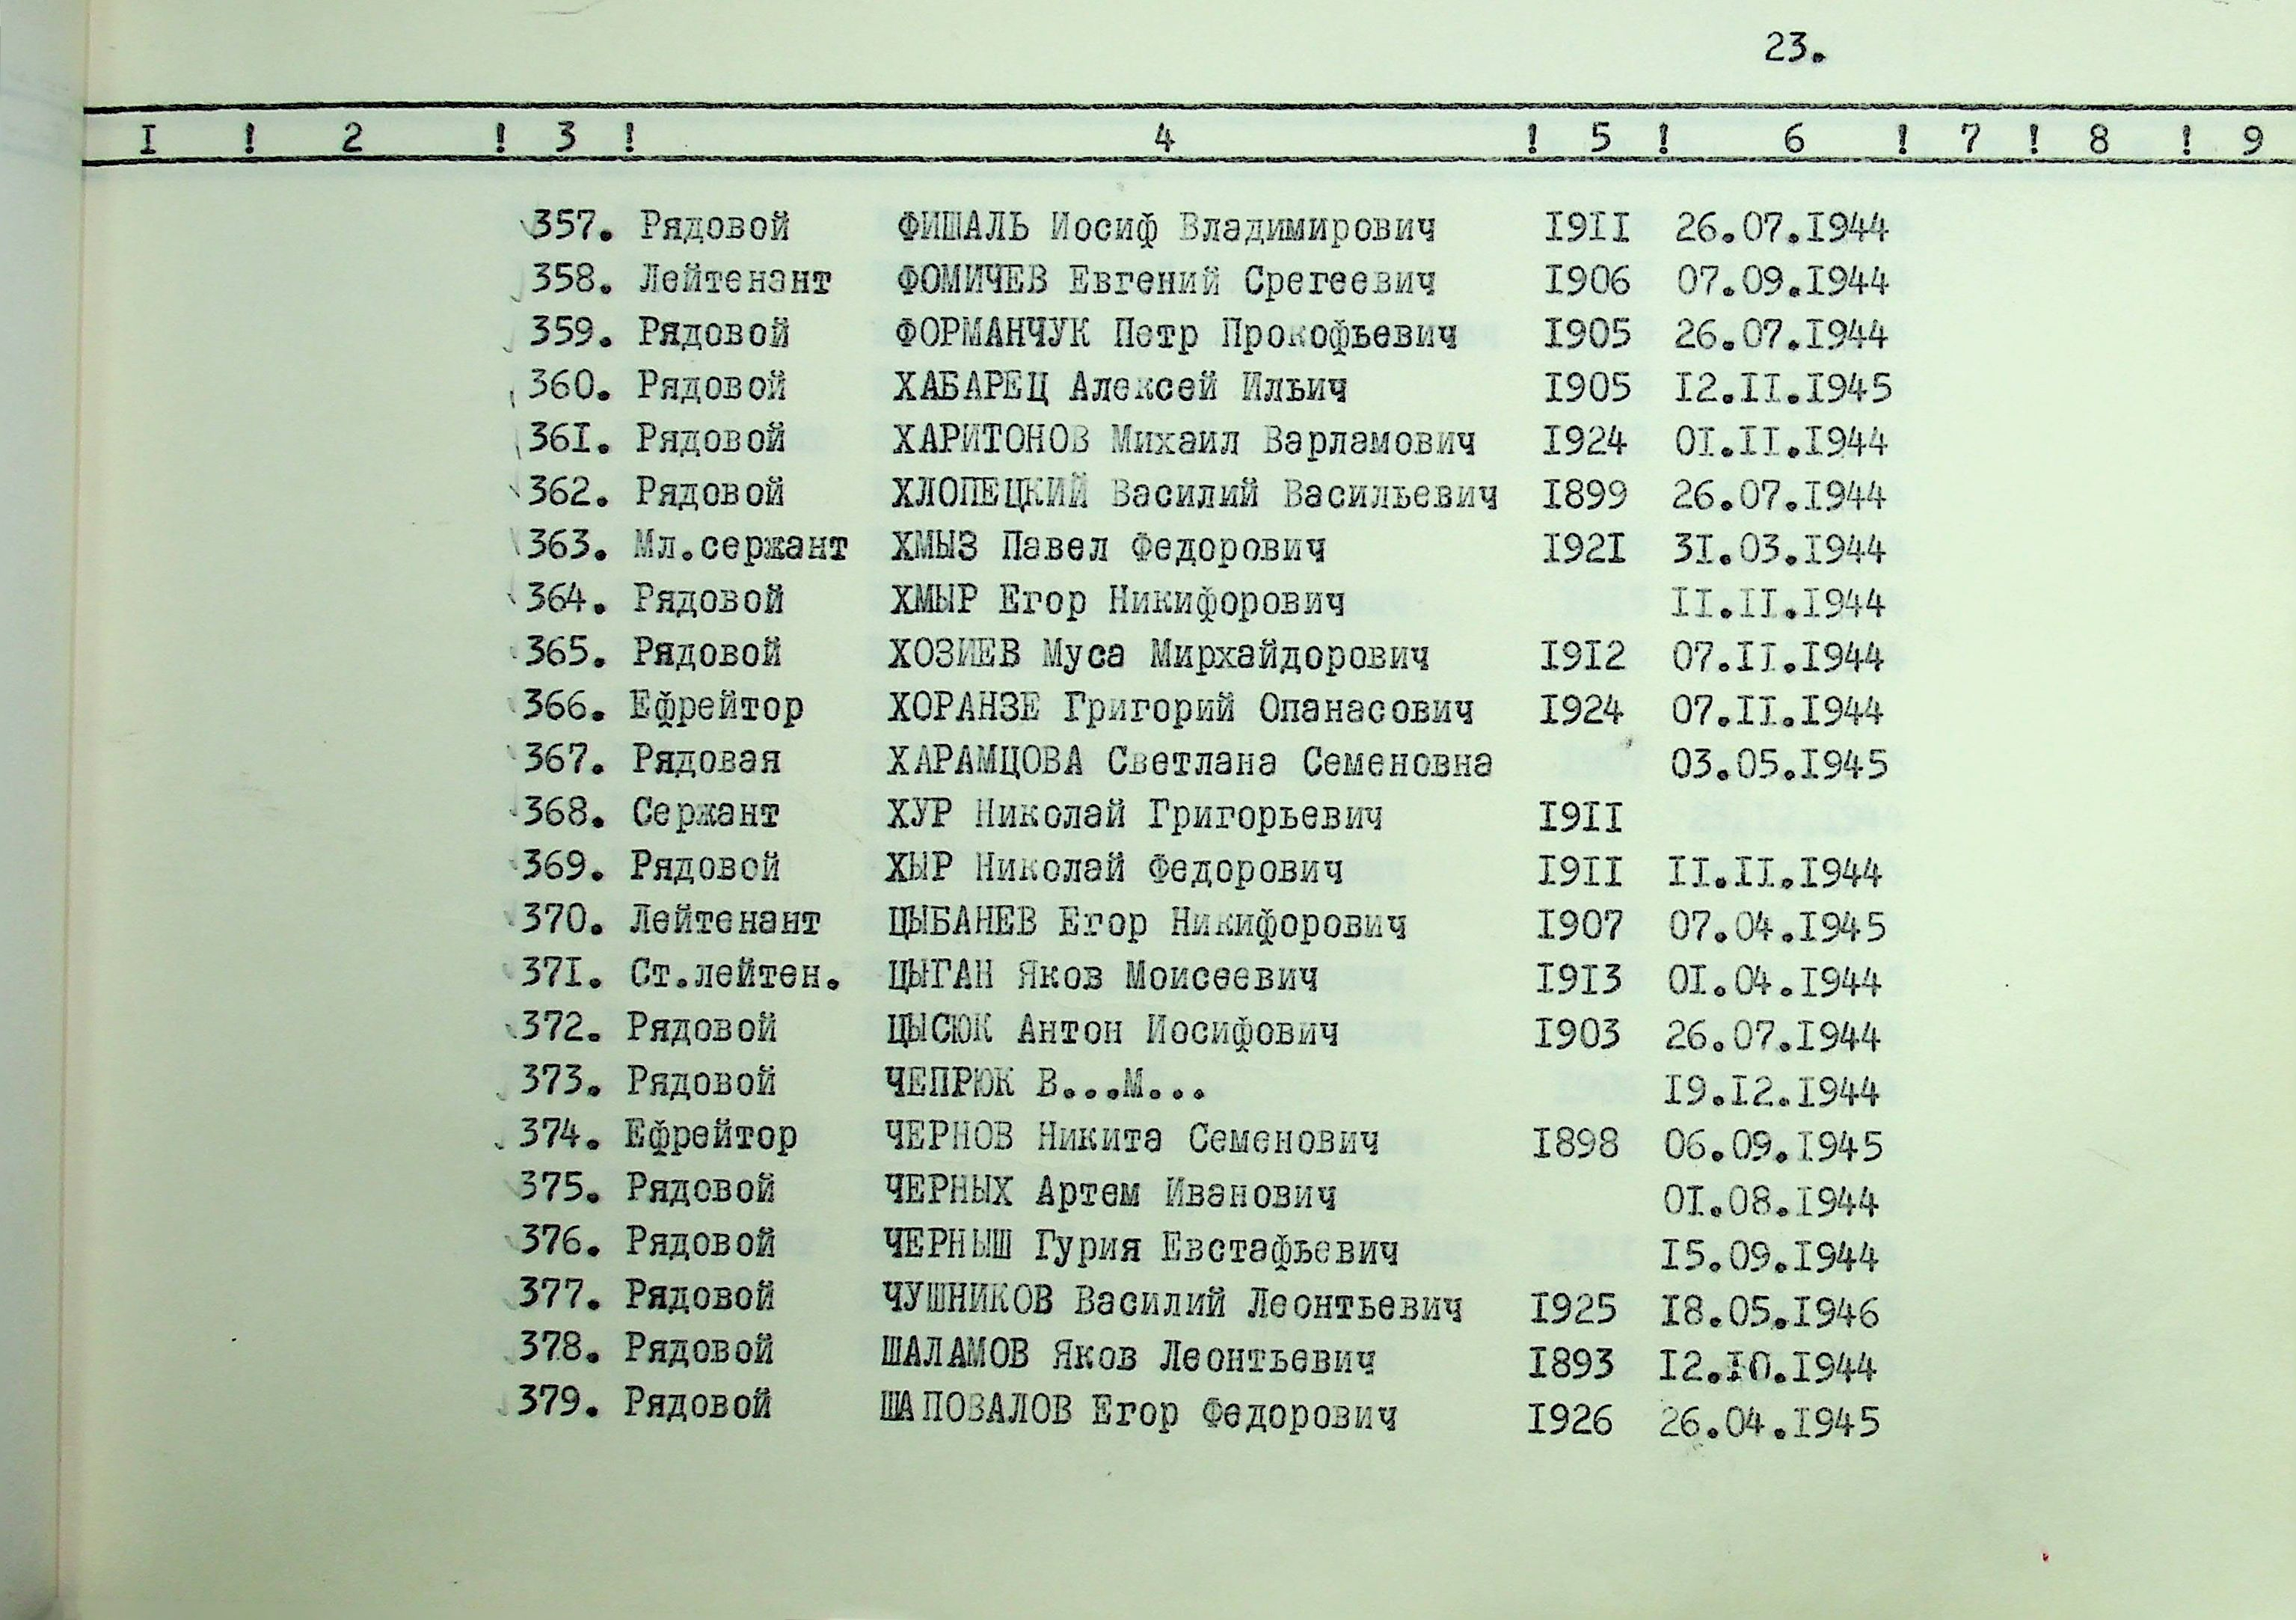 23.
I ! 2 ! 3 ! 4 ! 5 ! 6 ! 7 ! 8 ! 9
357. Рядовой ФИШАЛЬ Иосиф Владимирович I9II 26.07.I944
358. Лейтенант ФОМИЧЕВ Евгений Срегеевич I906 07.09.I944
359. Рядовой ФОРМАНЧУК Петр Прокофьевич I905 26.07.I944
360. Рядовой ХАБАРЕЦ Алексей Ильич I905 I2.II.I945
36I. Рядовой ХАРИТОНОВ Михаил Варламович I924 0I.II.I944
362. Рядовой ХЛОПЕЦКИЙ Василий Васильевич I899 26.07.I944
363. Мл.сержант ХМЫЗ Павел Федорович I92I 3I.03.I944
364. Рядовой ХМЫР Егор Никифорович II.II.I944
365. Рядовой ХОЗИЕВ Муса Мирхайдорович I9I2 07.II.I944
366. Ефрейтор ХОРАНЗЕ Григорий Опанасович I924 07.II.I944
367. Рядовая ХАРАМЦОВА Светлана Семеновна 03.05.I945
368. Сержант ХУР Николай Григорьевич I9II
369. Рядовой ХЫР Николай Федорович I9II II.II.I944
370. Лейтенант ЦЫБАНЕВ Егор Никифорович I907 07.04.I945
37I. Ст.лейтен. ЦЫГАН Яков Моисеевич I9I3 0I.04.I944
372. Рядовой ЦЫСЮК Антон Иосифович I903 26.07.I944
373. Рядовой ЧЕПРЮК В...М... I9.I2.I944
374. Ефрейтор ЧЕРНОВ Никита Семенович I898 06.09.I945
375. Рядовой ЧЕРНЫХ Артем Иванович 0I.08.I944
376. Рядовой ЧЕРНЫШ Гурия Евстафьевич I5.09.I944
377. Рядовой ЧУШНИКОВ Василий Леонтьевич I925 I8.05.I946
378. Рядовой ШАЛАМОВ Яков Леонтьевич I893 I2.I0.I944
379. Рядовой ШАПОВАЛОВ Егор Федорович I926 26.04.I945